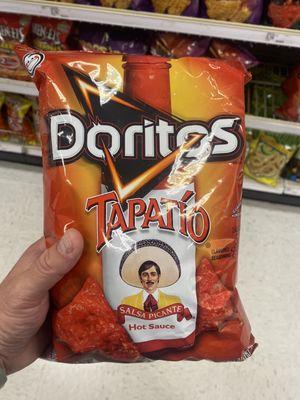 Doritos
TAPATÍO
SALSA PICANTE
Hot Sauce